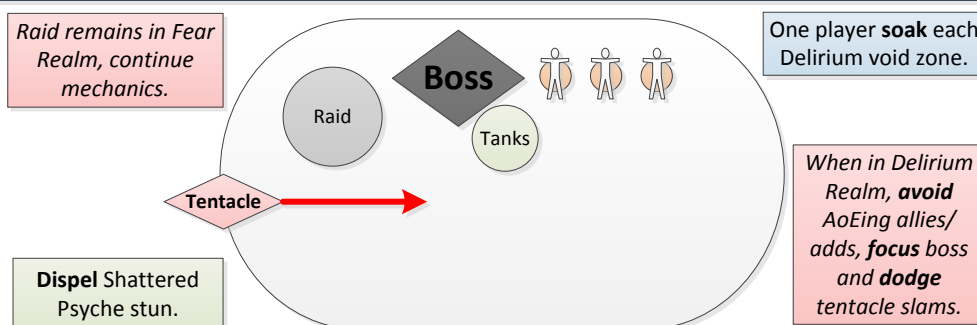 Raid remains in Fear
Realm, continue
mechanics.
Boss
Raid
Tanks
One player soak each
Delirium void zone.
Tentacle
When in Delirium
Realm, avoid
AoEing allies/
adds, focus boss
and dodge
tentacle slams.
Dispel Shattered
Psyche stun.